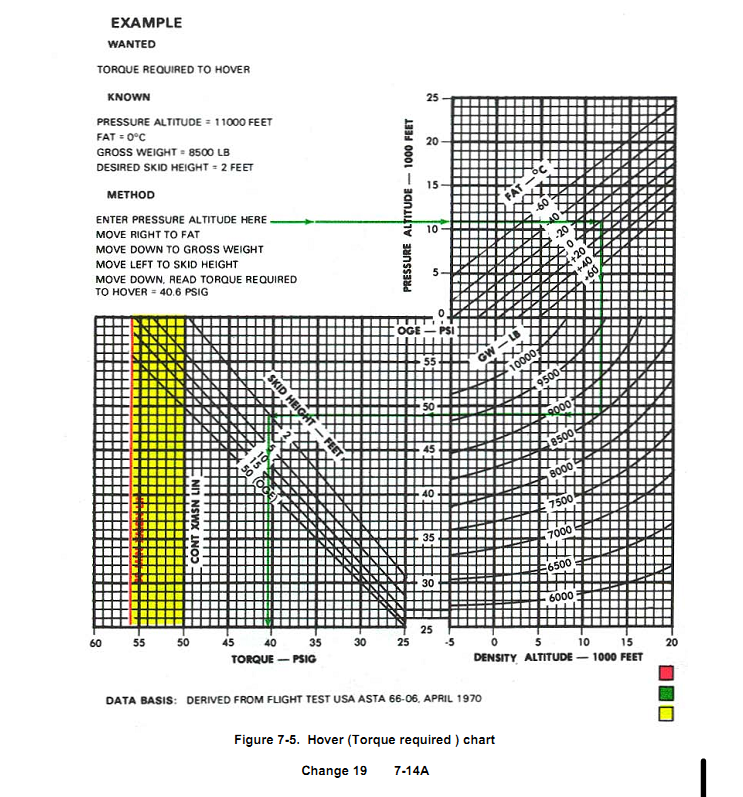 EXAMPLE
WANTED
TORQUE REQUIRED TO HOVER
KNOWN
PRESSURE ALTITUDE = 11000 FEET
FAT = 0°C
GROSS WEIGHT = 8500 LB
DESIRED SKID HEIGHT = 2 FEET
METHOD
ENTER PRESSURE ALTITUDE HERE
MOVE RIGHT TO FAT
MOVE DOWN TO GROSS WEIGHT
MOVE LEFT TO SKID HEIGHT
MOVE DOWN, READ TORQUE REQUIRED
TO HOVER = 40.6 PSIG
PRESSURE ALTITUDE — 1000 FEET
25
20
15
10
5
0
FAT — °C
-60
-40
-20
0
+20
+40
+60
OGE — PSI
55
50
45
40
35
30
25
GW — LB
10000
9500
9000
8500
8000
7500
7000
6500
6000
SKID HEIGHT — FEET
2
5
10
15
50 (OGE)
CONT XMSN LIN
60 55 50 45 40 35 30 25
TORQUE — PSIG
-5 0 5 10 15 20
DENSITY ALTITUDE — 1000 FEET
DATA BASIS: DERIVED FROM FLIGHT TEST USA ASTA 66-06, APRIL 1970
Figure 7-5. Hover (Torque required ) chart
Change 19 7-14A